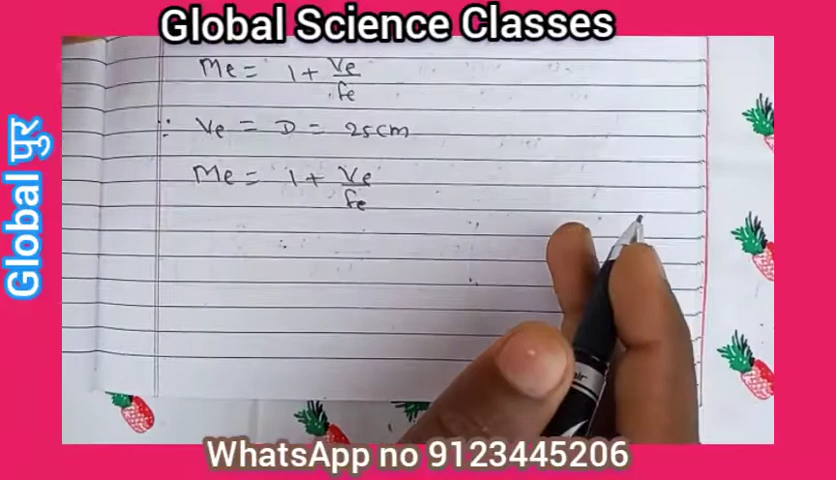 Global Science Classes
Me = 1 + Ve/fe
∵ Ve = D = 25cm
Me = 1 + Ve/fe
Global पुर
WhatsApp no 9123445206